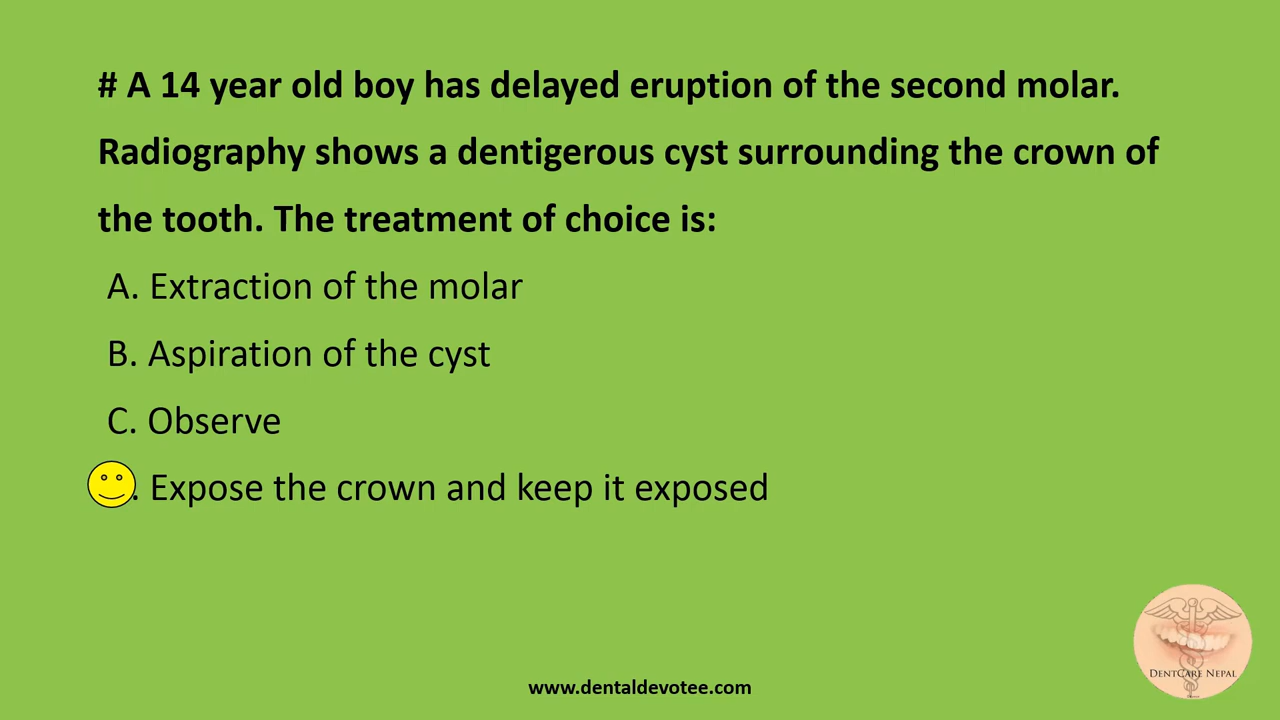 # A 14 year old boy has delayed eruption of the second molar.
Radiography shows a dentigerous cyst surrounding the crown of
the tooth. The treatment of choice is:
A. Extraction of the molar
B. Aspiration of the cyst
C. Observe
. Expose the crown and keep it exposed
DENTCARE NEPAL
www.dentaldevotee.com